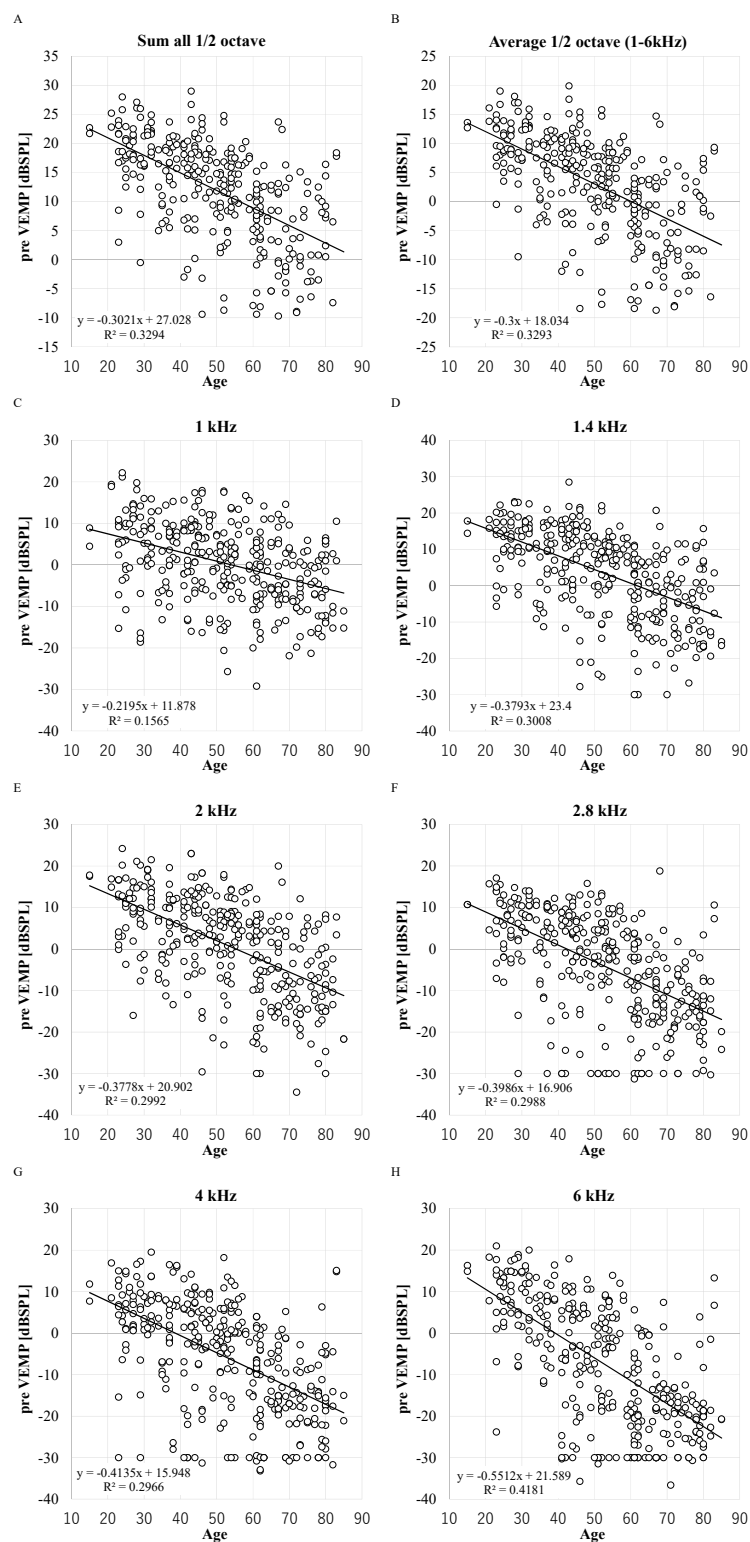 A
Sum all 1/2 octave
35
30
25
20
15
10
5
0
-5
-10
-15
pre VEMP [dBSPL]
y = -0.3021x + 27.028
R² = 0.3294
10 20 30 40 50 60 70 80 90
Age
B
Average 1/2 octave (1-6kHz)
25
20
15
10
5
0
-5
-10
-15
-20
25
pre VEMP [dBSPL]
y = -0.3x + 18.034
R² = 0.3293
10 20 30 40 50 60 70 80 90
Age
C
1 kHz
30
20
10
0
-10
-20
-30
-40
pre VEMP [dBSPL]
y = -0.2195x + 11.878
R² = 0.1565
10 20 30 40 50 60 70 80 90
Age
D
1.4 kHz
40
30
20
10
0
-10
-20
-30
-40
pre VEMP [dBSPL]
y = -0.3793x + 23.4
R² = 0.3008
10 20 30 40 50 60 70 80 90
Age
E
2 kHz
30
20
10
0
-10
-20
-30
-40
pre VEMP [dBSPL]
y = -0.3778x + 20.902
R² = 0.2992
10 20 30 40 50 60 70 80 90
Age
F
2.8 kHz
30
20
10
0
-10
-20
-30
-40
pre VEMP [dBSPL]
y = -0.3986x + 16.906
R² = 0.2988
10 20 30 40 50 60 70 80 90
Age
G
4 kHz
30
20
10
0
-10
-20
-30
-40
pre VEMP [dBSPL]
y = -0.4135x + 15.948
R² = 0.2966
10 20 30 40 50 60 70 80 90
Age
H
6 kHz
30
20
10
0
-10
-20
-30
-40
pre VEMP [dBSPL]
y = -0.5512x + 21.589
R² = 0.4181
10 20 30 40 50 60 70 80 90
Age